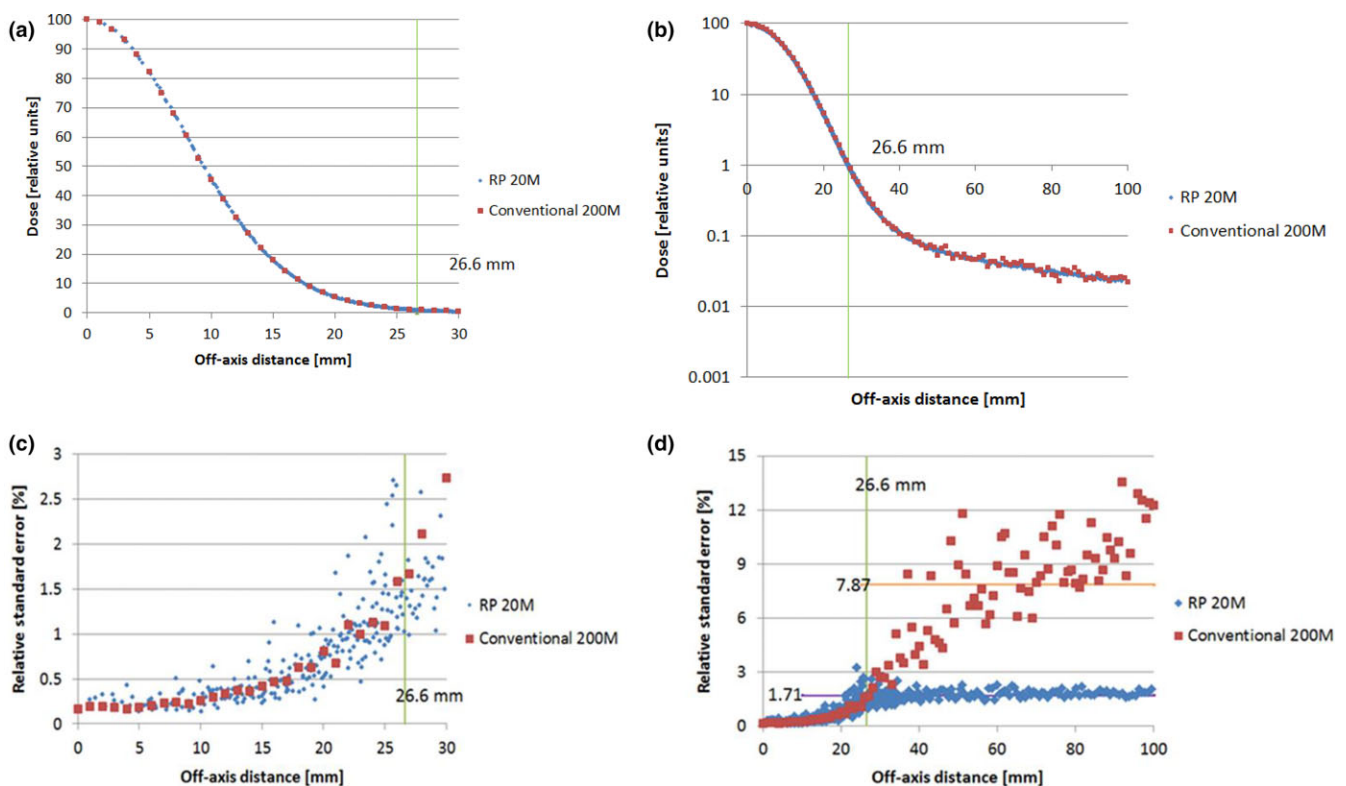 (a)
100
90
80
70
60
50
40
30
20
10
0
Dose [relative units]
0 5 10 15 20 25 30
Off-axis distance [mm]
26.6 mm
RP 20M
Conventional 200M
(b)
100
10
1
0.1
0.01
0.001
Dose [relative units]
0 20 40 60 80 100
Off-axis distance [mm]
26.6 mm
RP 20M
Conventional 200M
(c)
3
2.5
2
1.5
1
0.5
0
Relative standard error [%]
0 5 10 15 20 25 30
Off-axis distance [mm]
26.6 mm
RP 20M
Conventional 200M
(d)
15
12
9
6
3
0
Relative standard error [%]
0 20 40 60 80 100
Off-axis distance [mm]
26.6 mm
7.87
1.71
RP 20M
Conventional 200M